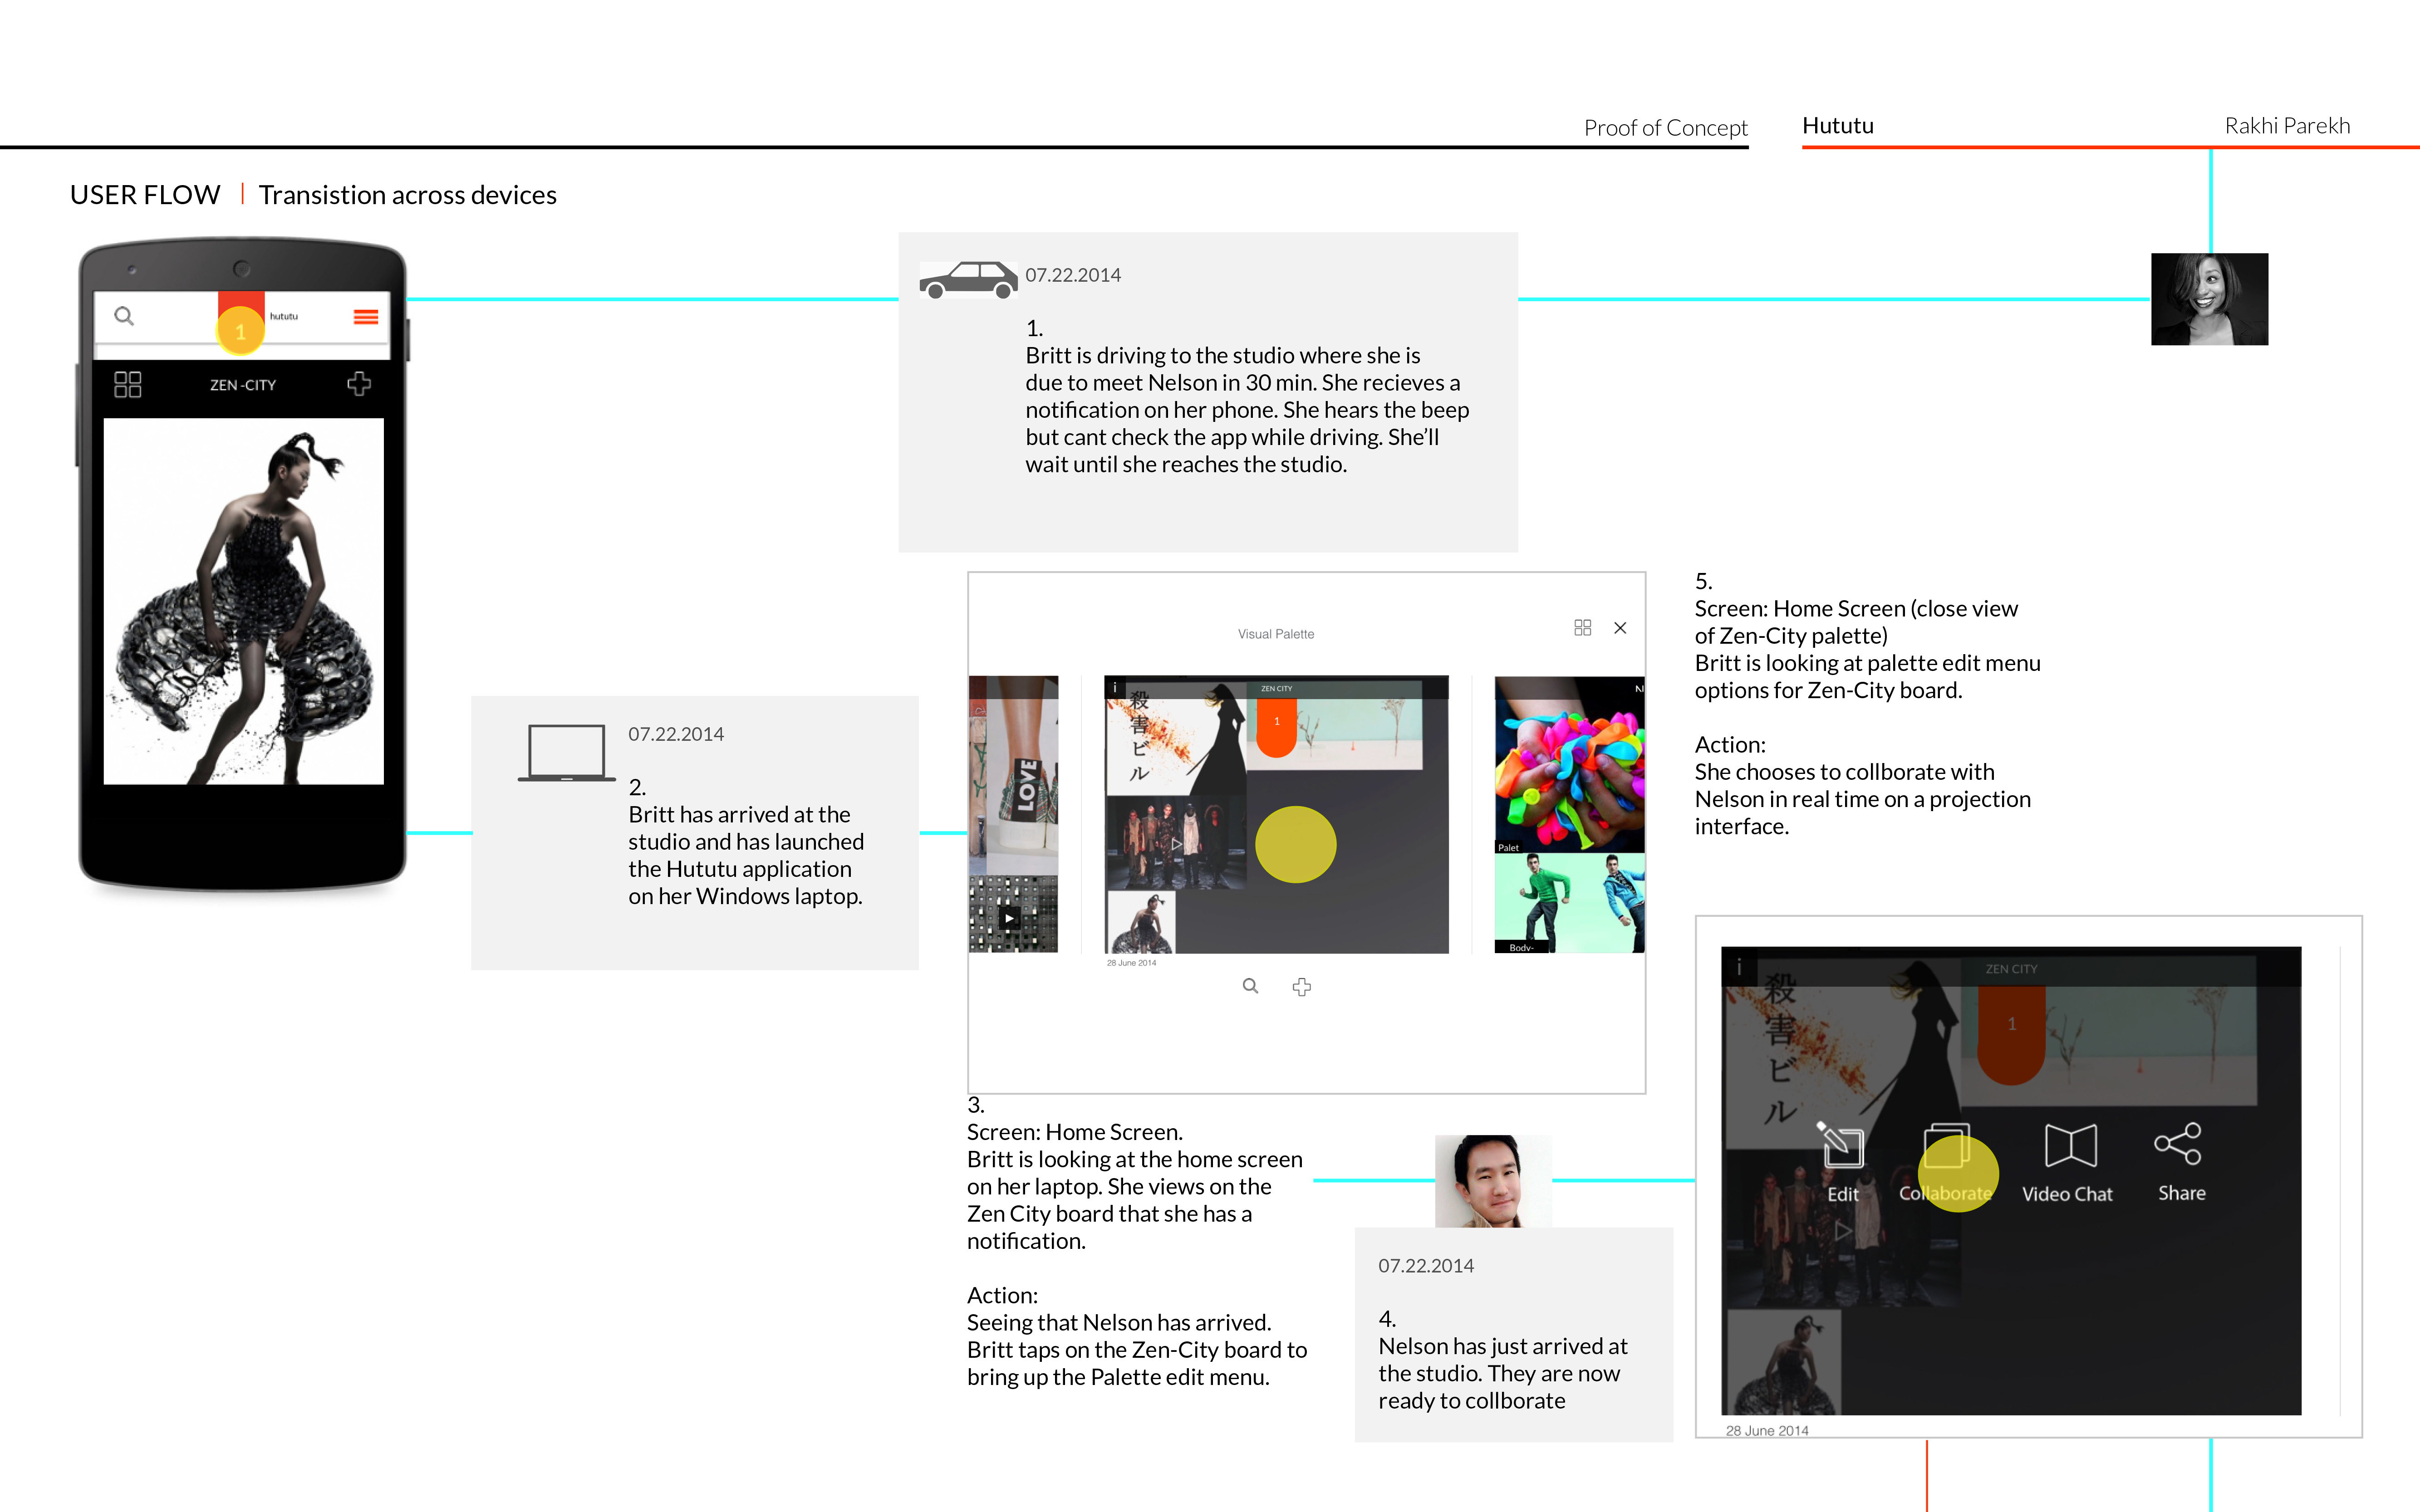 Proof of Concept
Hututu
Rakhi Parekh
USER FLOW | Transistion across devices
hututu
1
ZEN -CITY
07.22.2014
1.
Britt is driving to the studio where she is
due to meet Nelson in 30 min. She recieves a
notification on her phone. She hears the beep
but cant check the app while driving. She’ll
wait until she reaches the studio.
07.22.2014
2.
Britt has arrived at the
studio and has launched
the Hututu application
on her Windows laptop.
Visual Palette
LOVE
i
ZEN CITY
1
殺害ビル
Palet
Body-
28 June 2014
3.
Screen: Home Screen.
Britt is looking at the home screen
on her laptop. She views on the
Zen City board that she has a
notification.
Action:
Seeing that Nelson has arrived.
Britt taps on the Zen-City board to
bring up the Palette edit menu.
07.22.2014
4.
Nelson has just arrived at
the studio. They are now
ready to collborate
5.
Screen: Home Screen (close view
of Zen-City palette)
Britt is looking at palette edit menu
options for Zen-City board.
Action:
She chooses to collborate with
Nelson in real time on a projection
interface.
i
ZEN CITY
1
殺害ビル
Edit
Collaborate
Video Chat
Share
28 June 2014